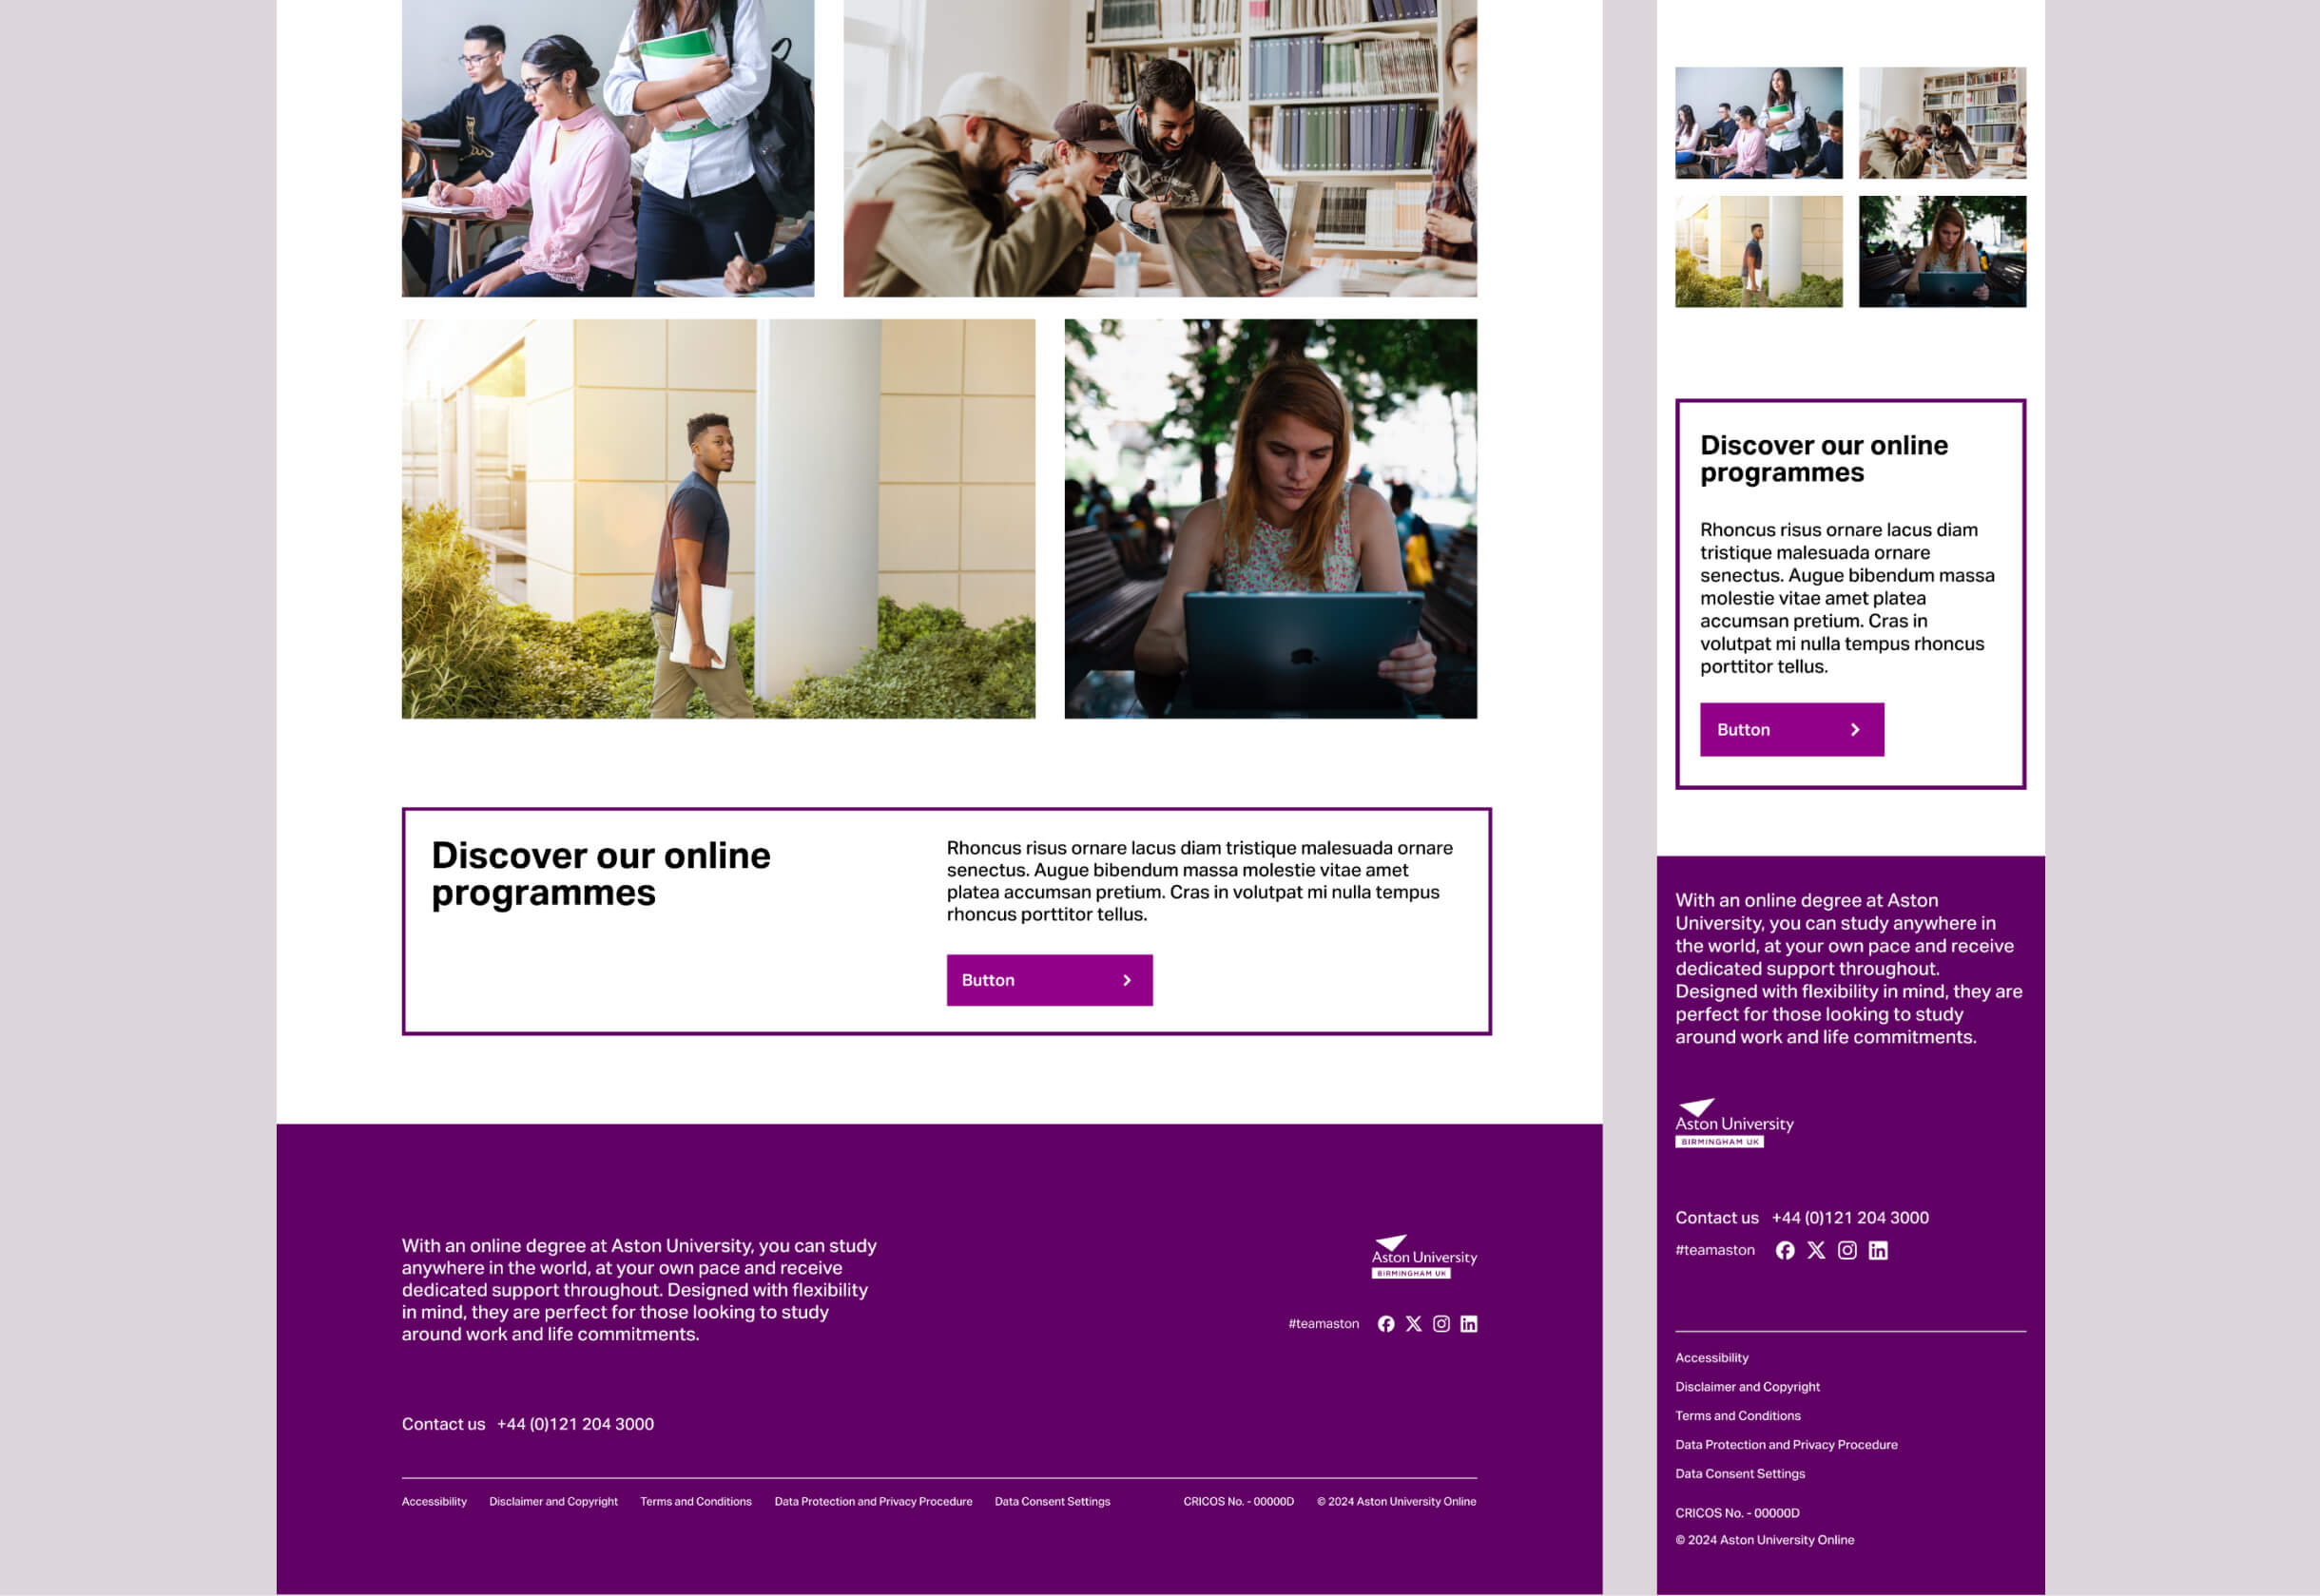 Discover our online
programmes
Rhoncus risus ornare lacus diam tristique malesuada ornare
senectus. Augue bibendum massa molestie vitae amet
platea accumsan pretium. Cras in volutpat mi nulla tempus
rhoncus porttitor tellus.
Button
With an online degree at Aston University, you can study
anywhere in the world, at your own pace and receive
dedicated support throughout. Designed with flexibility
in mind, they are perfect for those looking to study
around work and life commitments.
Aston University
BIRMINGHAM UK
#teamaston
Contact us +44 (0)121 204 3000
Accessibility Disclaimer and Copyright Terms and Conditions Data Protection and Privacy Procedure Data Consent Settings CRICOS No. - 00000D © 2024 Aston University Online
Discover our online
programmes
Rhoncus risus ornare lacus diam
tristique malesuada ornare
senectus. Augue bibendum massa
molestie vitae amet platea
accumsan pretium. Cras in
volutpat mi nulla tempus rhoncus
porttitor tellus.
Button
With an online degree at Aston
University, you can study anywhere in
the world, at your own pace and receive
dedicated support throughout.
Designed with flexibility in mind, they are
perfect for those looking to study
around work and life commitments.
Aston University
BIRMINGHAM UK
Contact us +44 (0)121 204 3000
#teamaston
Accessibility
Disclaimer and Copyright
Terms and Conditions
Data Protection and Privacy Procedure
Data Consent Settings
CRICOS No. - 00000D
© 2024 Aston University Online